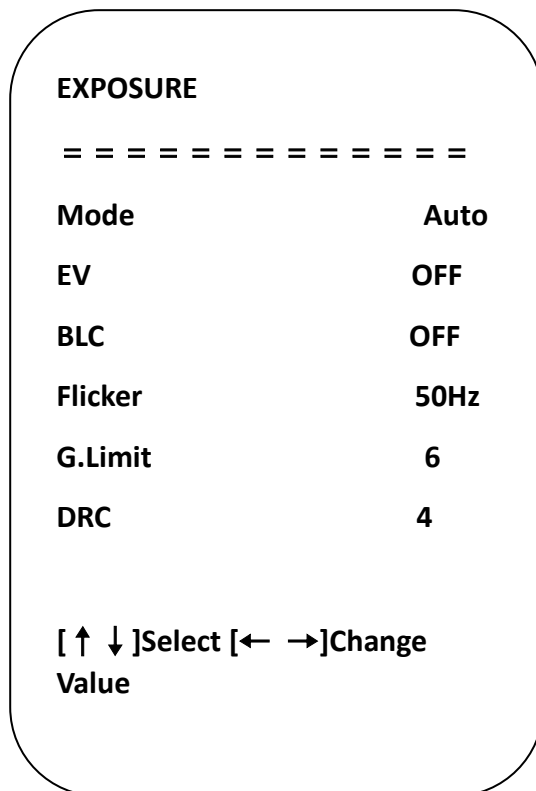 EXPOSURE
= = = = = = = = = = = = =
Mode Auto
EV OFF
BLC OFF
Flicker 50Hz
G.Limit 6
DRC 4
[ ↑ ↓ ]Select [← →]Change
Value